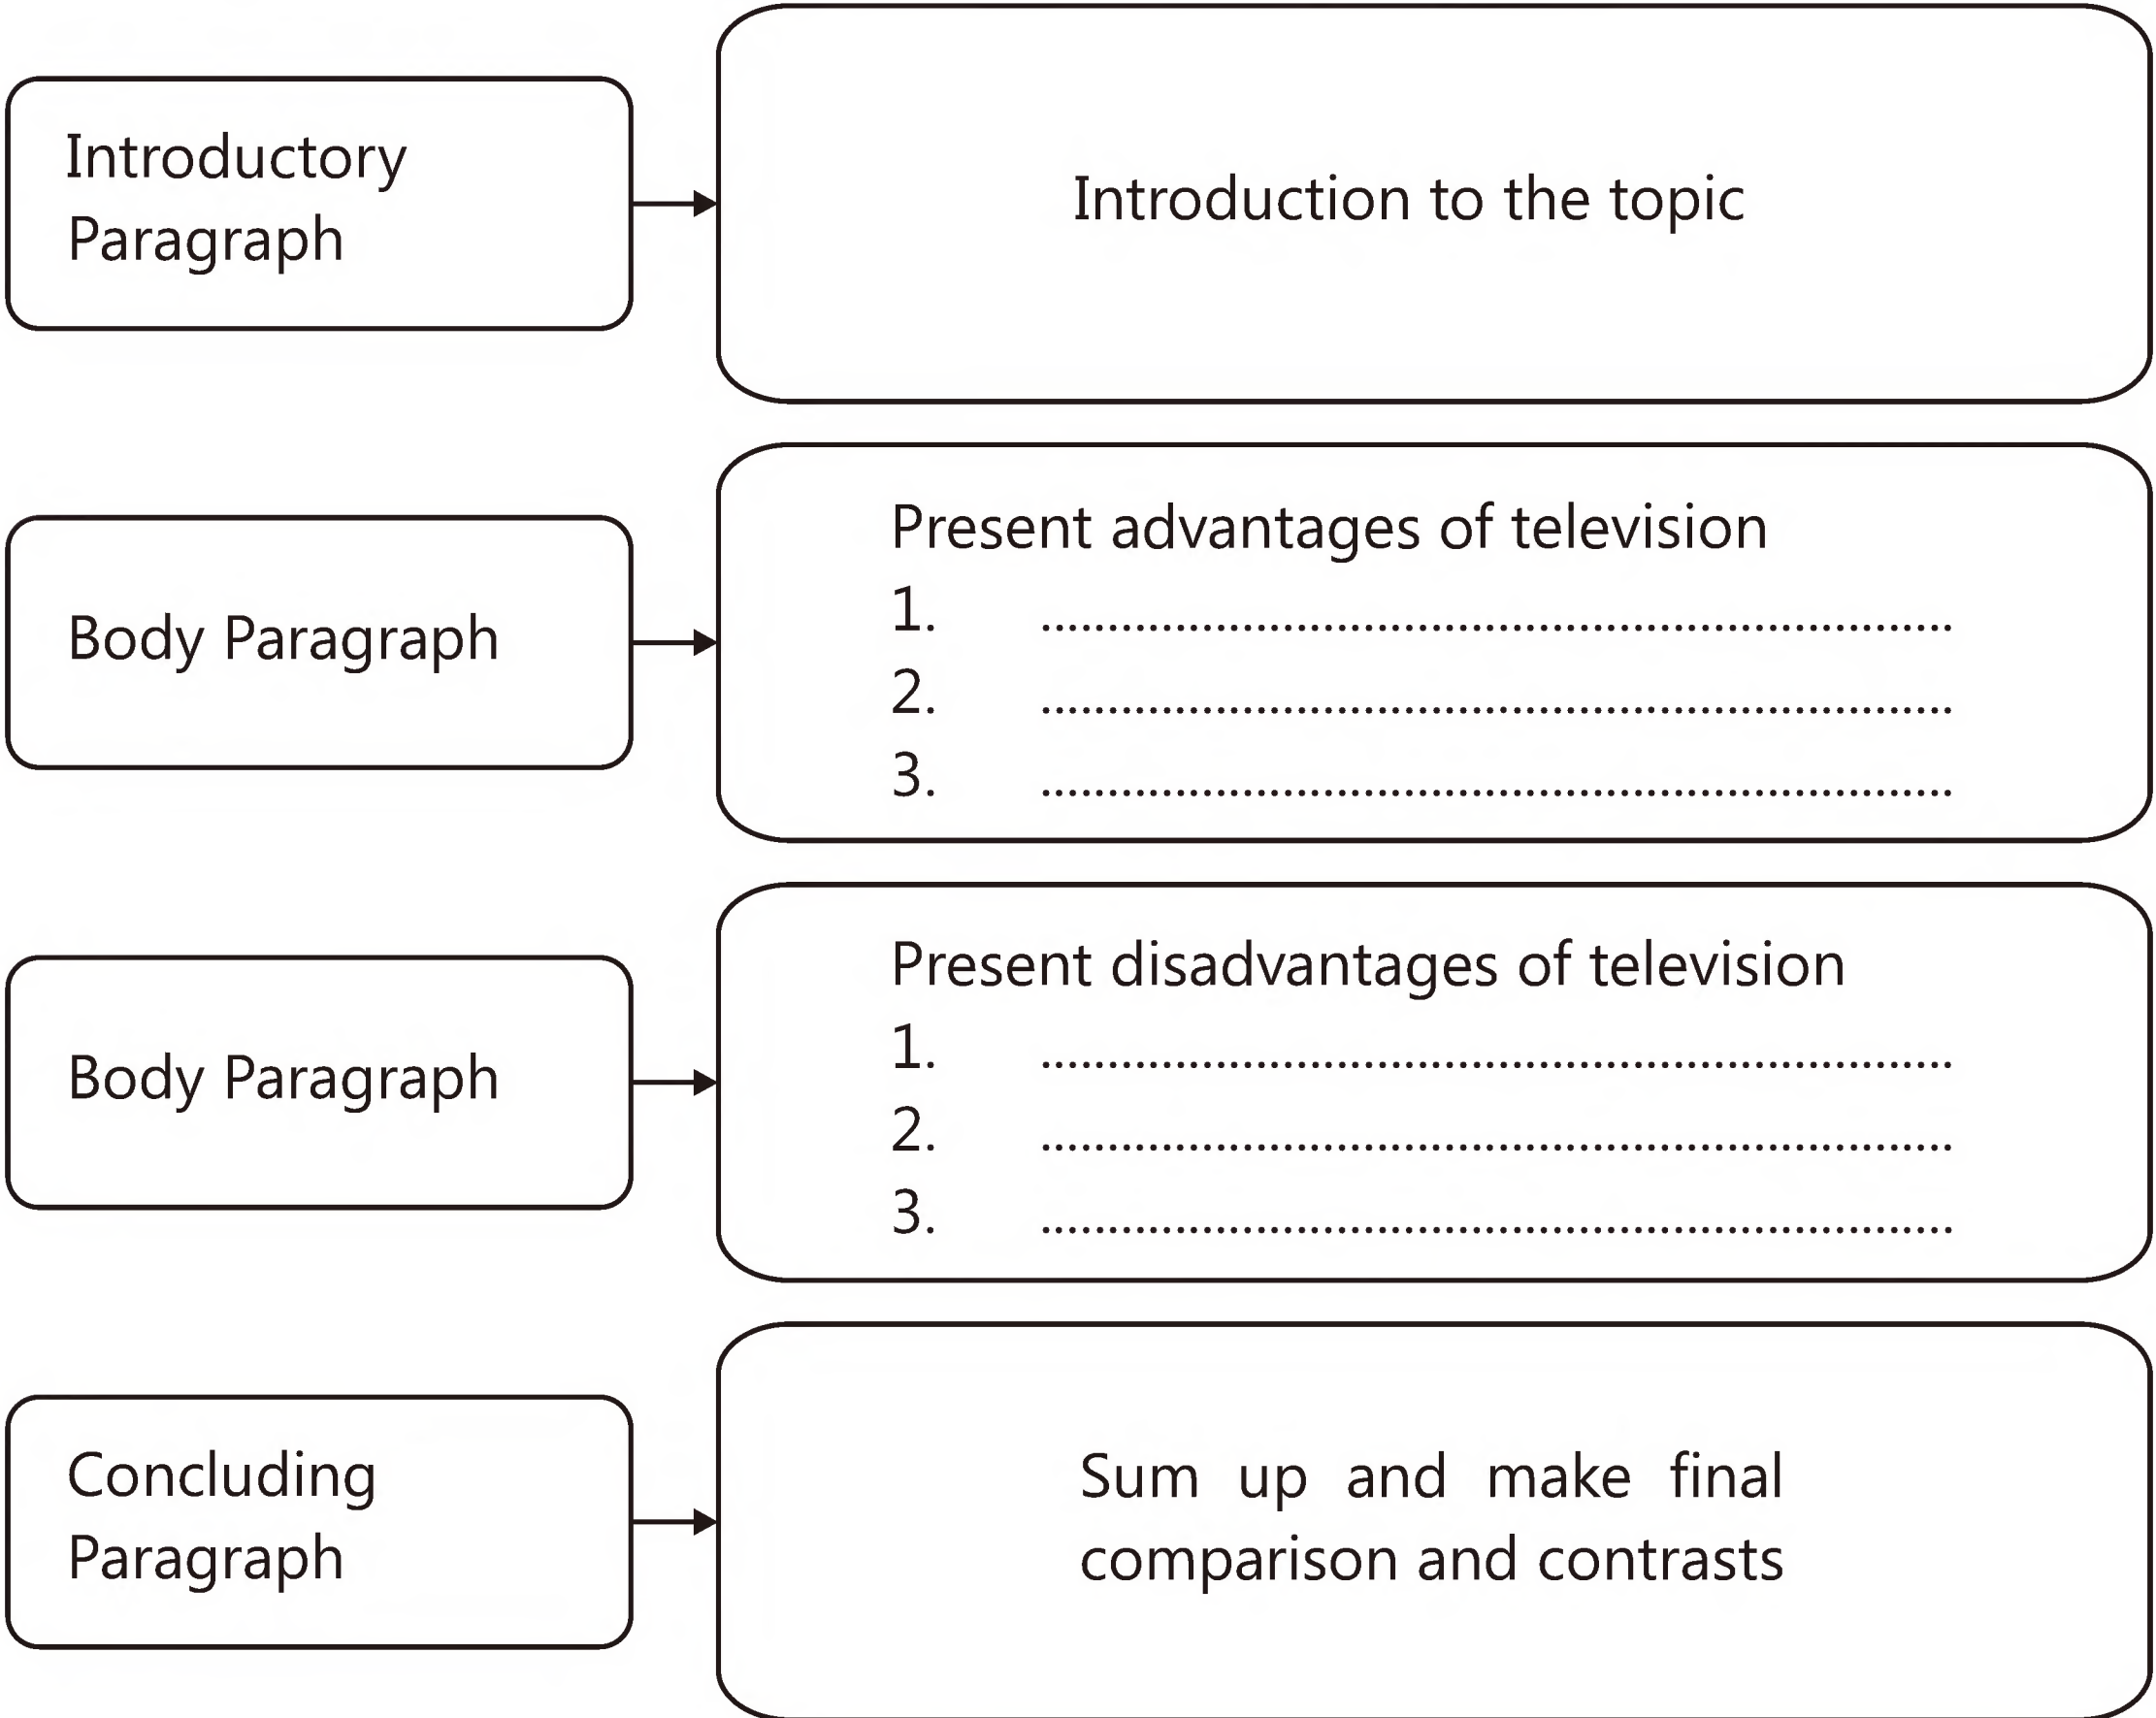 Introductory
Paragraph
Introduction to the topic
Body Paragraph
Present advantages of television
1. ....................................................................
2. ....................................................................
3. ....................................................................
Body Paragraph
Present disadvantages of television
1. ....................................................................
2. ....................................................................
3. ....................................................................
Concluding
Paragraph
Sum up and make final
comparison and contrasts